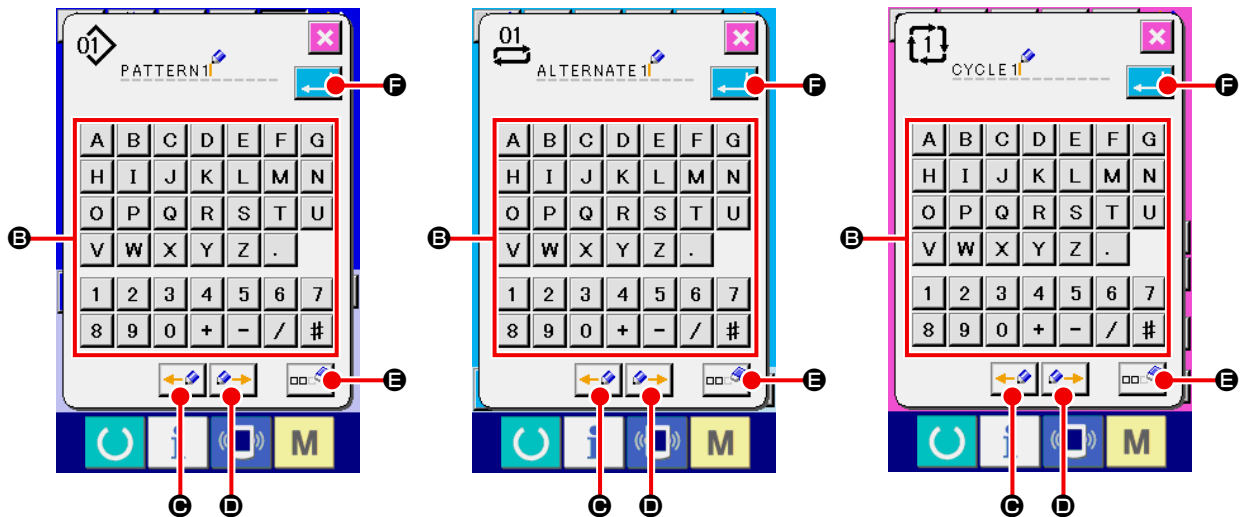 01
PATTERN1
F
A B C D E F G
H I J K L M N
O P Q R S T U
B
V W X Y Z .
1 2 3 4 5 6 7
8 9 0 + - / #
E
i M
C D
01
ALTERNATE1
F
A B C D E F G
H I J K L M N
O P Q R S T U
B
V W X Y Z .
1 2 3 4 5 6 7
8 9 0 + - / #
E
i M
C D
1
CYCLE1
F
A B C D E F G
H I J K L M N
O P Q R S T U
B
V W X Y Z .
1 2 3 4 5 6 7
8 9 0 + - / #
E
i M
C D